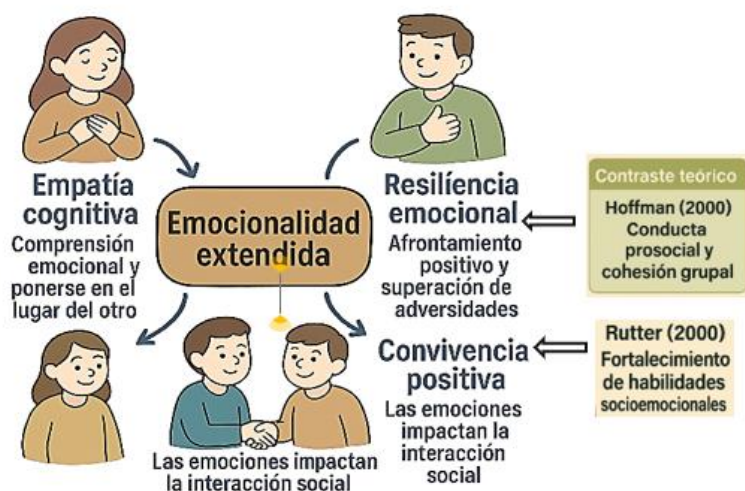 Empatía
cognitiva
Comprensión
emocional y
ponerse en el
lugar del otro
Emocionalidad
extendida
Resilíencia
emocional
Afrontamiento
positivo y
superación de
adversidades
Contraste teórico
Hoffman (2000)
Conducta
prosocial y
cohesión grupal
Convivencia
positiva
Las emociones
impactan la
interacción
social
Rutter (2000)
Fortalecimiento
de habilidades
socioemocionales
Las emociones impactan
la interacción social